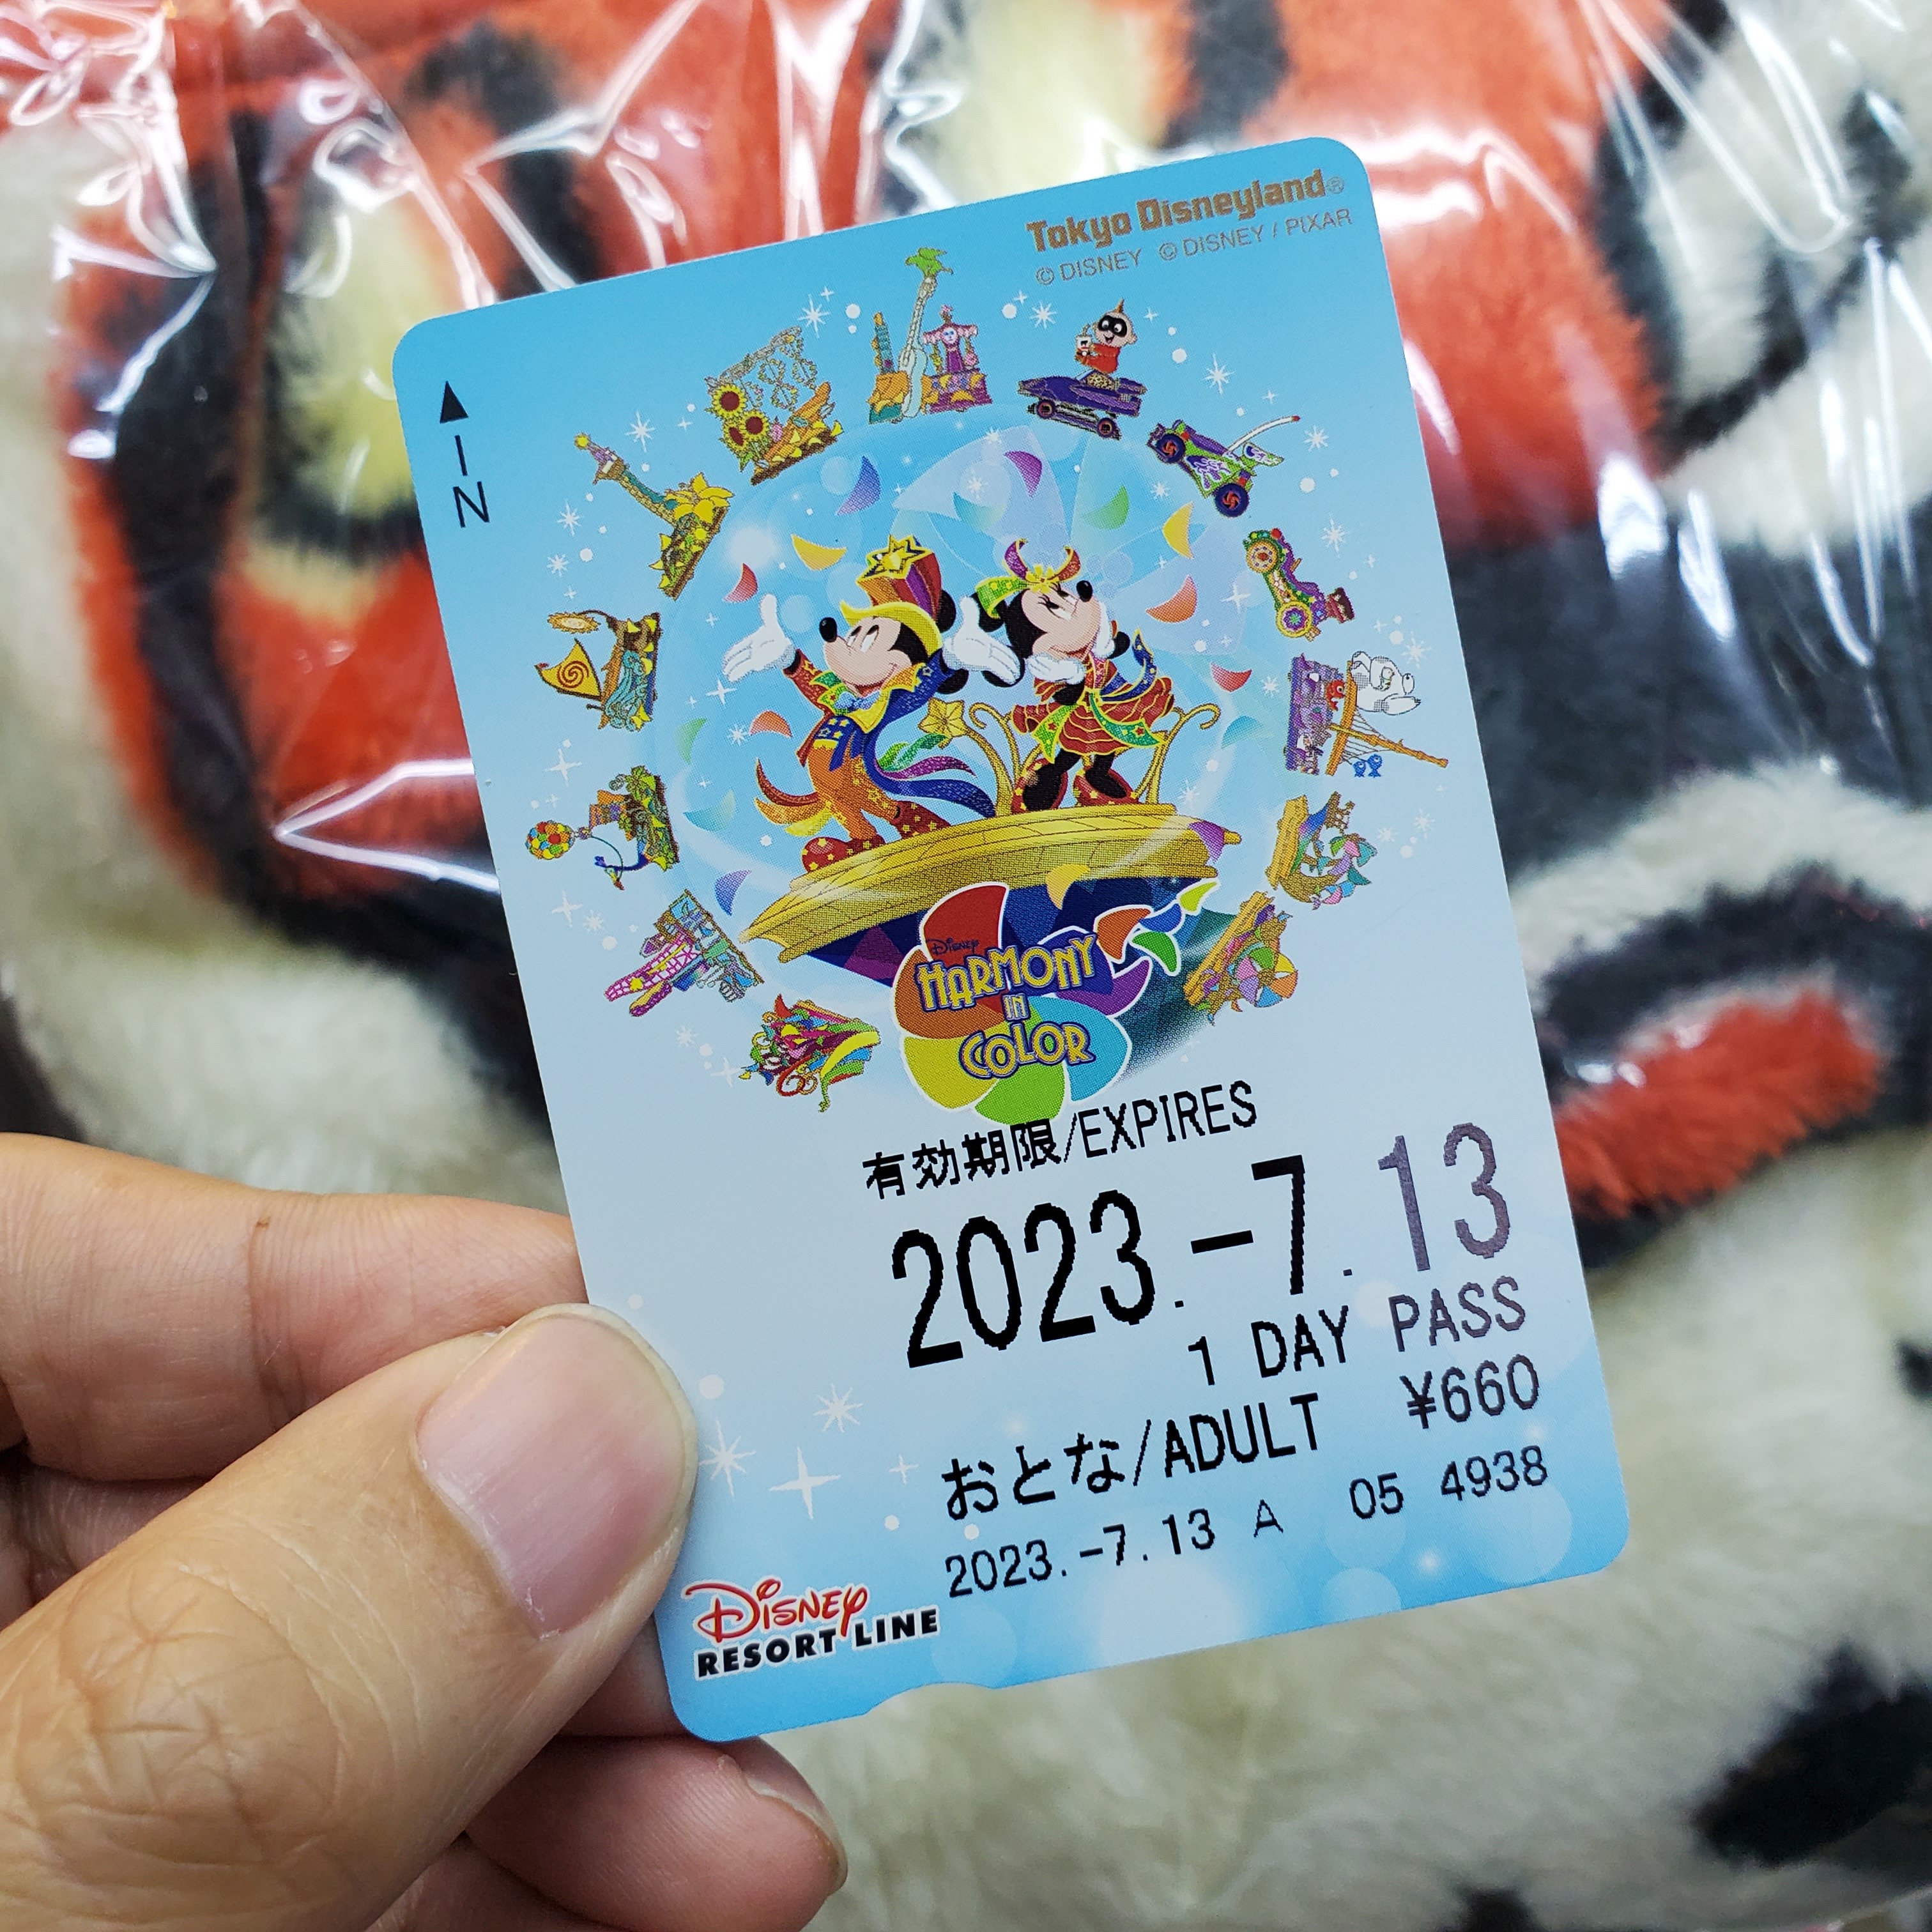 Tokyo Disneyland®
© DISNEY © DISNEY / PIXAR
▲IN
Disney
HARMONY
IN
COLOR
有効期限/EXPIRES
2023.-7.13
1 DAY PASS
おとな/ADULT ¥660
2023.-7.13 A 05 4938
Disney
RESORT LINE